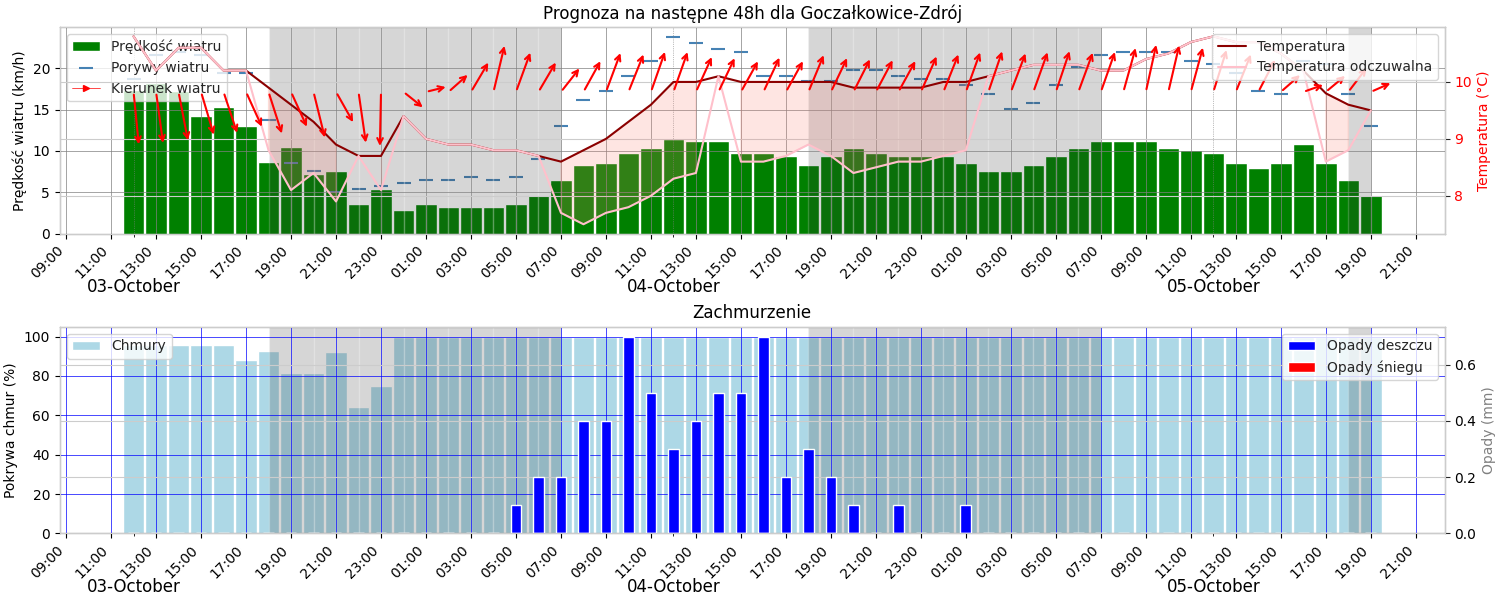 Prognoza na następne 48h dla Goczałkowice-Zdrój
Prędkość wiatru (km/h)
20
15
10
5
0
Prędkość wiatru
Porywy wiatru
Kierunek wiatru
Temperatura
Temperatura odczuwalna
10
9
8
Temperatura (°C)
09:00 11:00 13:00 15:00 17:00 19:00 21:00 23:00 01:00 03:00 05:00 07:00 09:00 11:00 13:00 15:00 17:00 19:00 21:00 23:00 01:00 03:00 05:00 07:00 09:00 11:00 13:00 15:00 17:00 19:00 21:00
03-October 04-October 05-October
Zachmurzenie
Pokrywa chmur (%)
100
80
60
40
20
0
Chmury
Opady deszczu
Opady śniegu
0.6
0.4
0.2
0.0
Opady (mm)
09:00 11:00 13:00 15:00 17:00 19:00 21:00 23:00 01:00 03:00 05:00 07:00 09:00 11:00 13:00 15:00 17:00 19:00 21:00 23:00 01:00 03:00 05:00 07:00 09:00 11:00 13:00 15:00 17:00 19:00 21:00
03-October 04-October 05-October